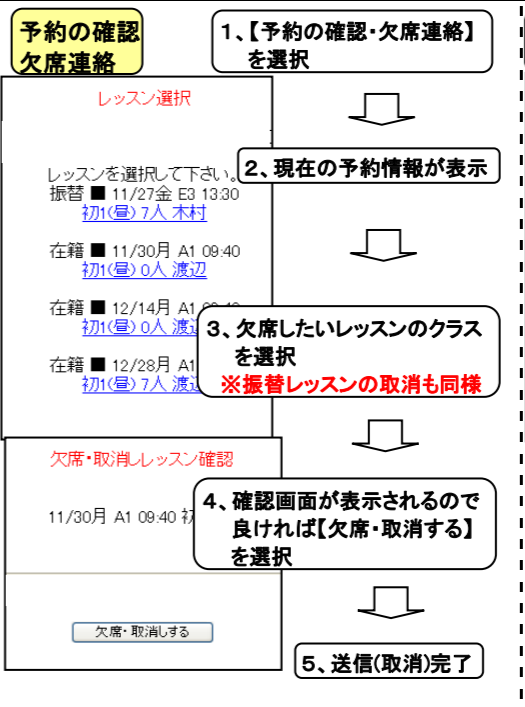 予約の確認
欠席連絡
1、【予約の確認・欠席連絡】
を選択
レッスン選択
レッスンを選択して下さい。
2、現在の予約情報が表示
振替 ■ 11/27金 E3 13:30
初1(昼) 7人 木村
在籍 ■ 11/30月 A1 09:40
初1(昼) 0人 渡辺
在籍 ■ 12/14月 A1
初1(昼) 0人 渡辺
在籍 ■ 12/28月 A1
初1(昼) 7人 渡辺
3、欠席したいレッスンのクラス
を選択
※振替レッスンの取消も同様
欠席・取消しレッスン確認
11/30月 A1 09:40
4、確認画面が表示されるので
良ければ【欠席・取消する】
を選択
欠席・取消しする
5、送信(取消)完了